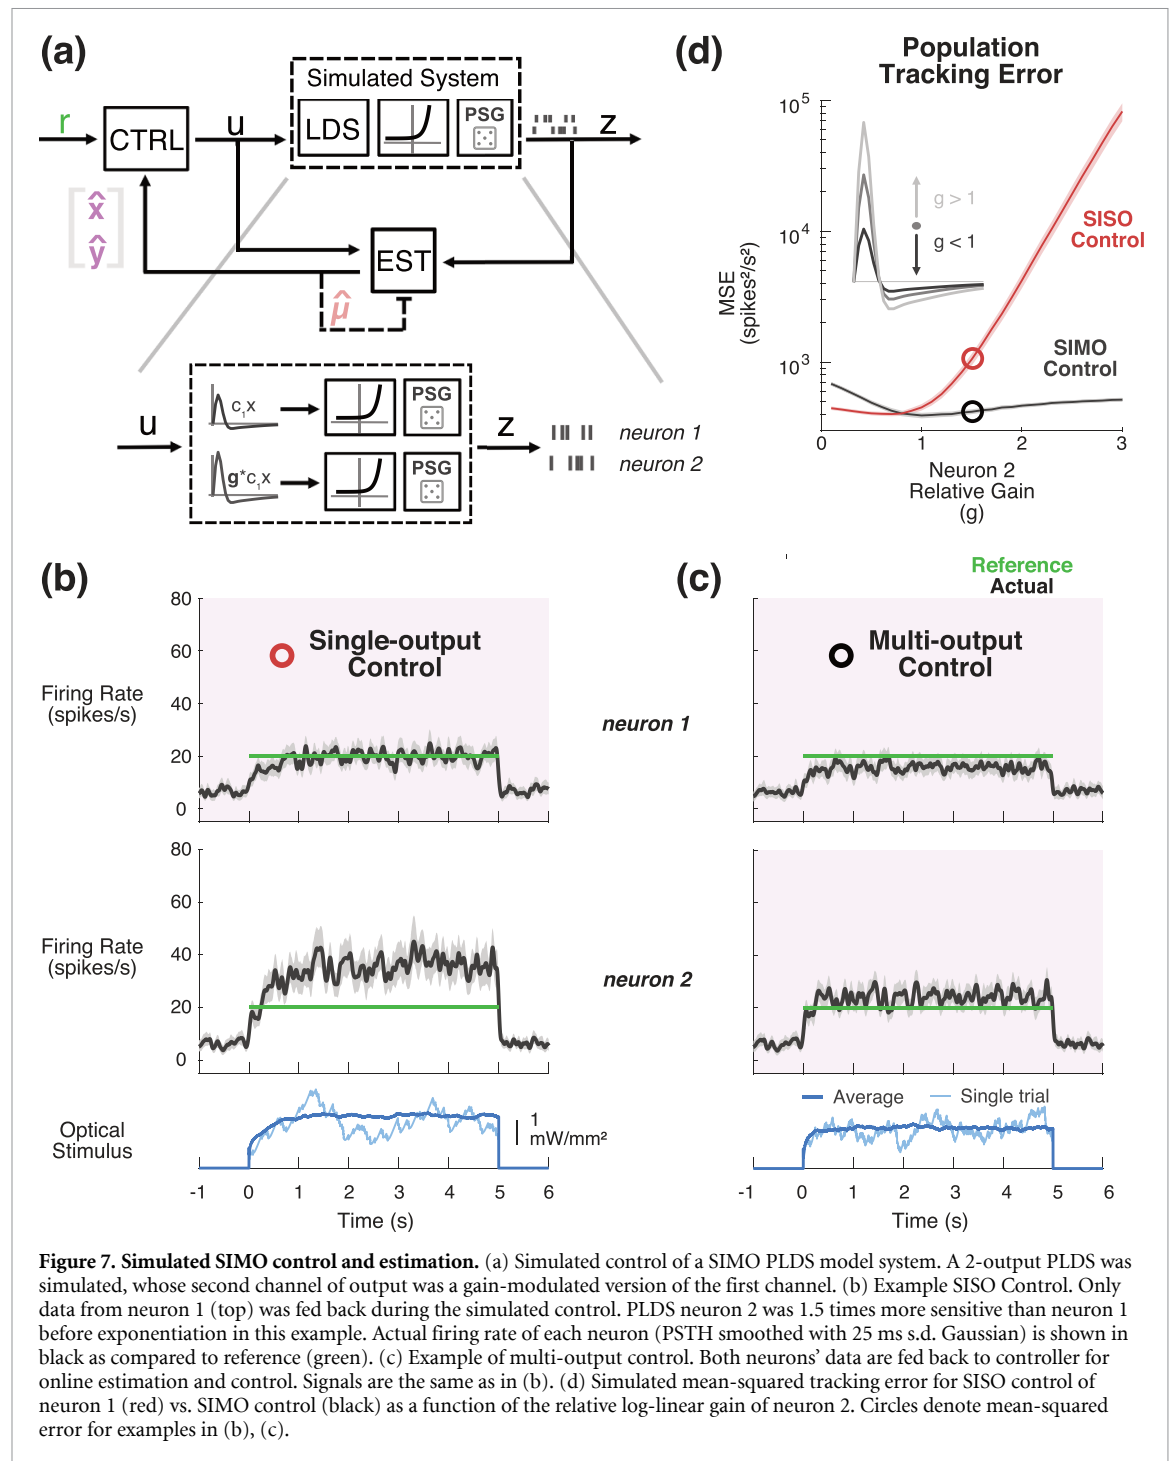 (a)
Simulated System
r
CTRL
u
LDS
PSG
z
x̂
ŷ
EST
μ̂
u
c₁x
PSG
g*c₁x
PSG
z
neuron 1
neuron 2
(d)
Population
Tracking Error
10⁵
10⁴
10³
MSE
(spikes²/s²)
g > 1
g < 1
SISO
Control
SIMO
Control
0 1 2 3
Neuron 2
Relative Gain
(g)
(b)
80
60
40
20
0
Firing Rate
(spikes/s)
Single-output
Control
neuron 1
(c)
Reference
Actual
Multi-output
Control
80
60
40
20
0
Firing Rate
(spikes/s)
neuron 2
Optical
Stimulus
1
mW/mm²
Average Single trial
-1 0 1 2 3 4 5 6
Time (s)
-1 0 1 2 3 4 5 6
Time (s)
Figure 7. Simulated SIMO control and estimation. (a) Simulated control of a SIMO PLDS model system. A 2-output PLDS was
simulated, whose second channel of output was a gain-modulated version of the first channel. (b) Example SISO Control. Only
data from neuron 1 (top) was fed back during the simulated control. PLDS neuron 2 was 1.5 times more sensitive than neuron 1
before exponentiation in this example. Actual firing rate of each neuron (PSTH smoothed with 25 ms s.d. Gaussian) is shown in
black as compared to reference (green). (c) Example of multi-output control. Both neurons’ data are fed back to controller for
online estimation and control. Signals are the same as in (b). (d) Simulated mean-squared tracking error for SISO control of
neuron 1 (red) vs. SIMO control (black) as a function of the relative log-linear gain of neuron 2. Circles denote mean-squared
error for examples in (b), (c).